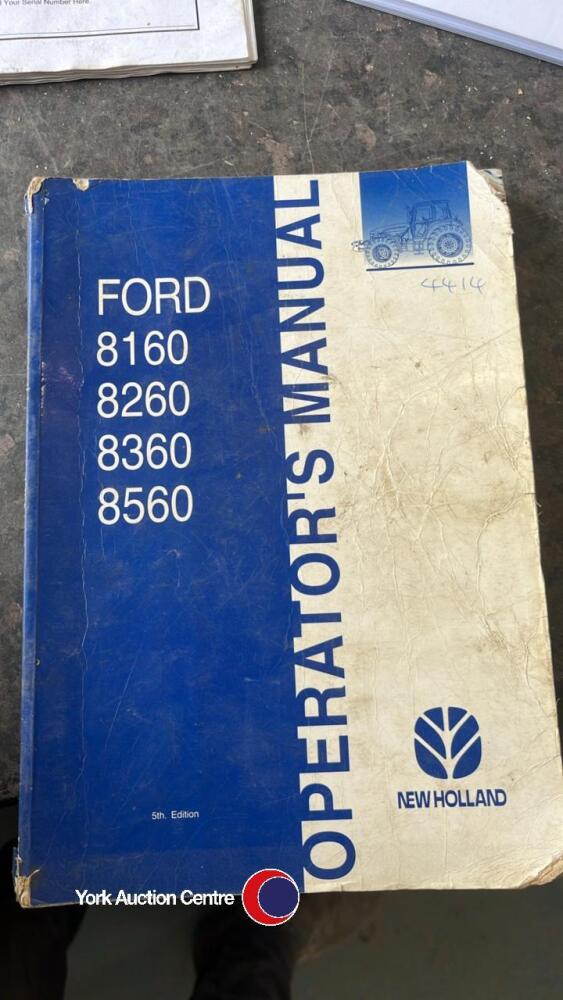 Your Serial Number Here.
FORD
8160
8260
8360
8560
OPERATOR'S MANUAL
4414
NEW HOLLAND
5th. Edition
York Auction Centre